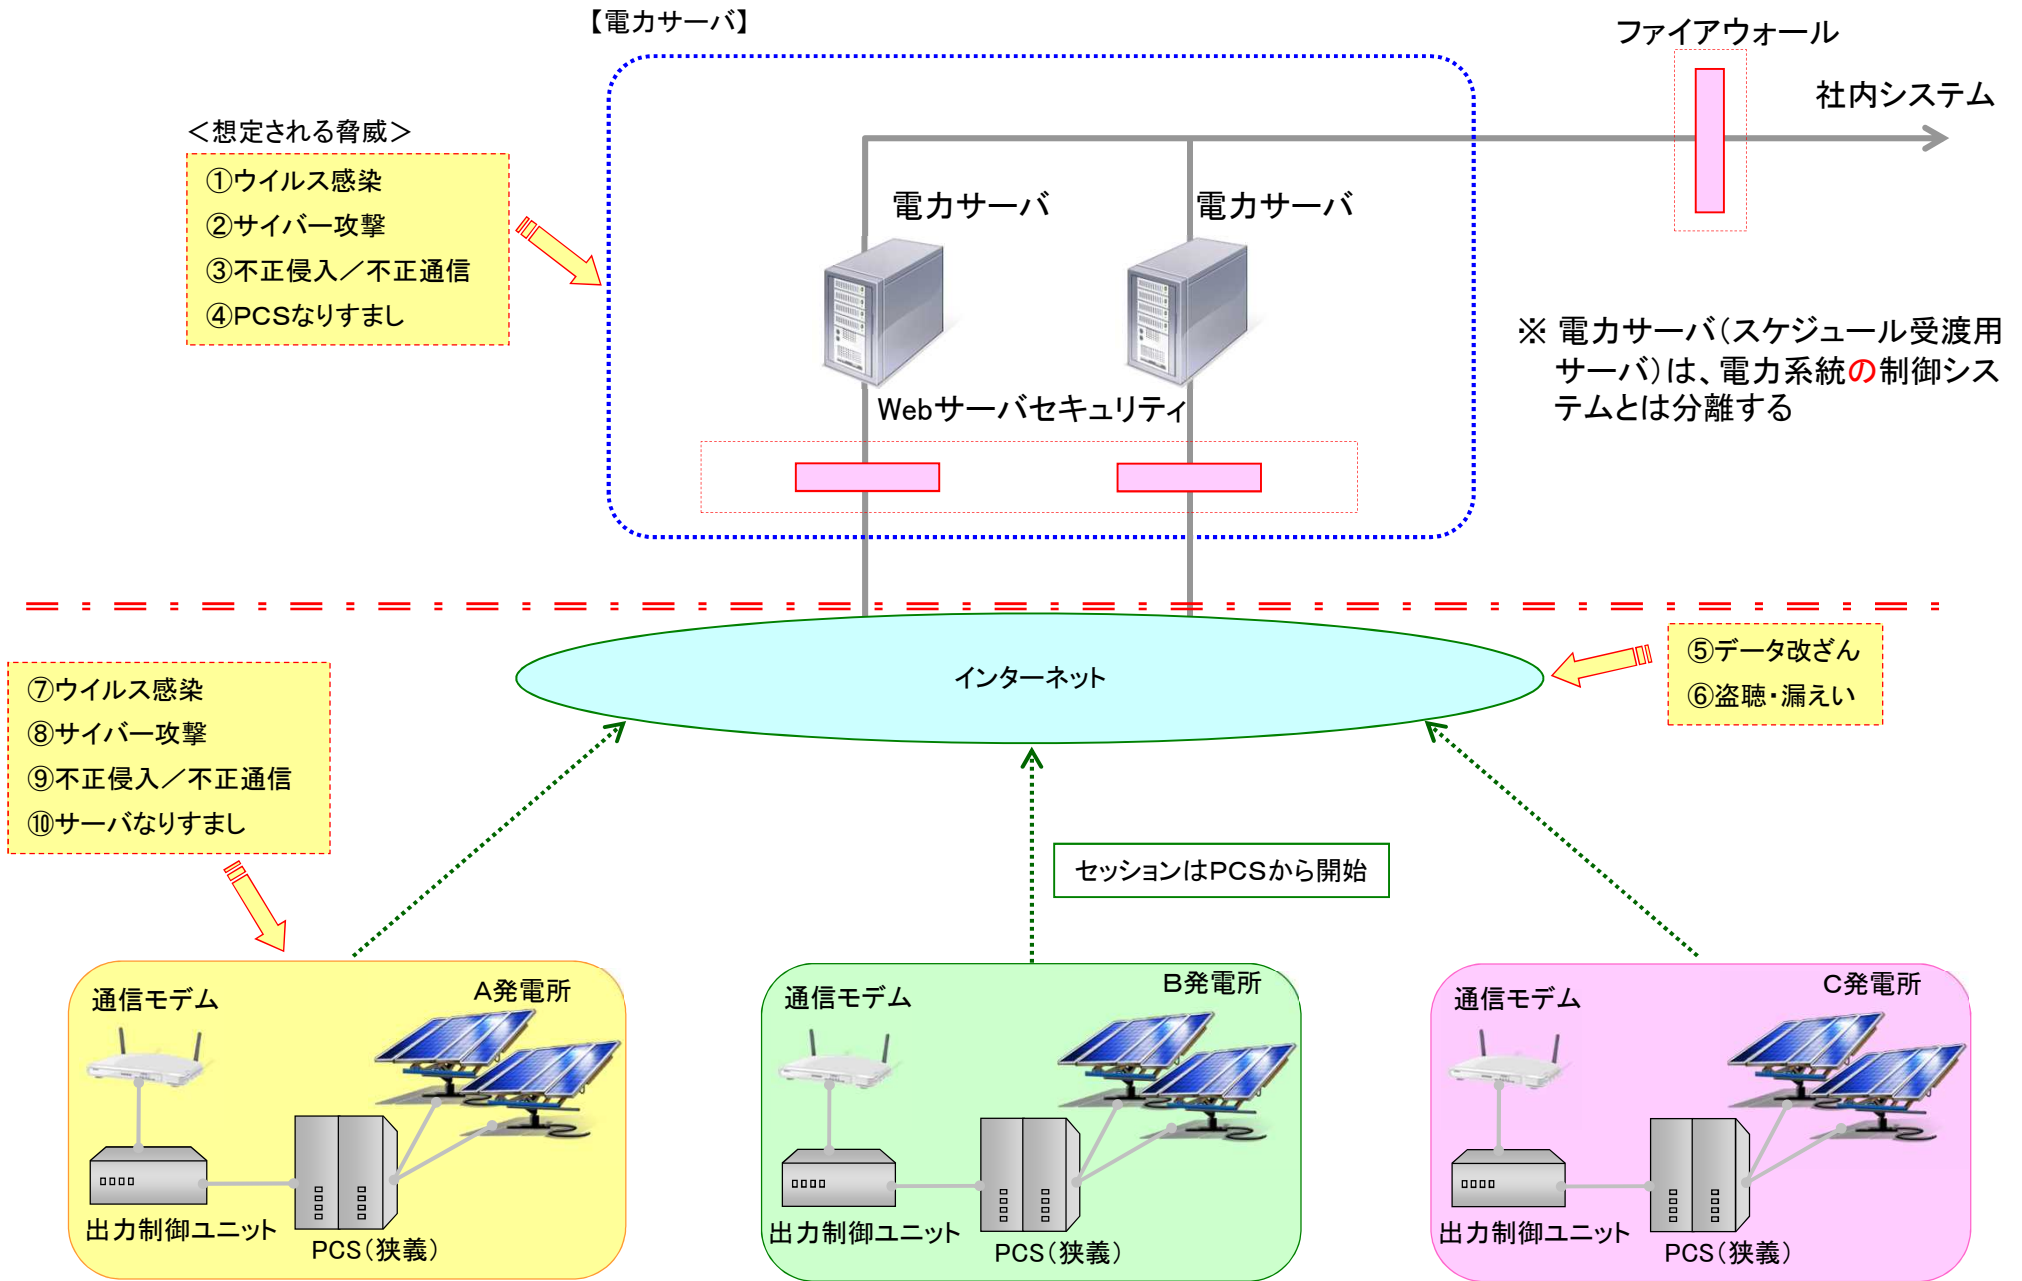 【電力サーバ】
ファイアウォール
社内システム
＜想定される脅威＞
①ウイルス感染
②サイバー攻撃
③不正侵入／不正通信
④PCSなりすまし
電力サーバ
電力サーバ
Webサーバセキュリティ
※ 電力サーバ（スケジュール受渡用
サーバ）は、電力系統の制御シス
テムとは分離する
インターネット
⑤データ改ざん
⑥盗聴・漏えい
⑦ウイルス感染
⑧サイバー攻撃
⑨不正侵入／不正通信
⑩サーバなりすまし
セッションはPCSから開始
A発電所
通信モデム
出力制御ユニット
PCS（狭義）
B発電所
通信モデム
出力制御ユニット
PCS（狭義）
C発電所
通信モデム
出力制御ユニット
PCS（狭義）